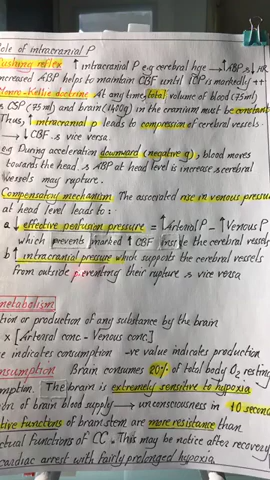 ole of intracranial P
Cushing reflex ↑ intracranial P eg cerebral hge → ↑ABP & ↓HR
increased ABP helps to maintain CBF until ICP is markedly ↑
Monro-Kellie doctrine At any time, total volume of blood (75ml)
& CSF (75ml) and brain (1400g) in the cranium must be constant
Thus, ↑ intracranial p leads to compression of cerebral vessels
→ ↓CBF & vice versa.
eg During acceleration downward (negative g), blood moves
towards the head & ABP at head level is increase & cerebral
vessels may rupture.
Compensatory mechanism The associated rise in venous pressu
at head level leads to:
a ↓ effective perfusion pressure = ↑Arterial P - ↑Venous P
which prevents marked ↑CBF inside the cerebral vessels
b ↑ intracranial pressure which supports the cerebral vessels
from outside preventing their rupture & vice versa
metabolism
tion or production of any substance by the brain
x [Arterial conc - Venous conc]
e indicates consumption -ve value indicates production
nsumption Brain consumes 20% of total body O₂ resting
mption. The brain is extremely sensitive to hypoxia
on of brain blood supply → unconsciousness in 10 second
tive functions of brain stem are more resistance than
ctual functions of CC. This may be notice after recovery
cardiac arrest with fairly prolonged hypoxia